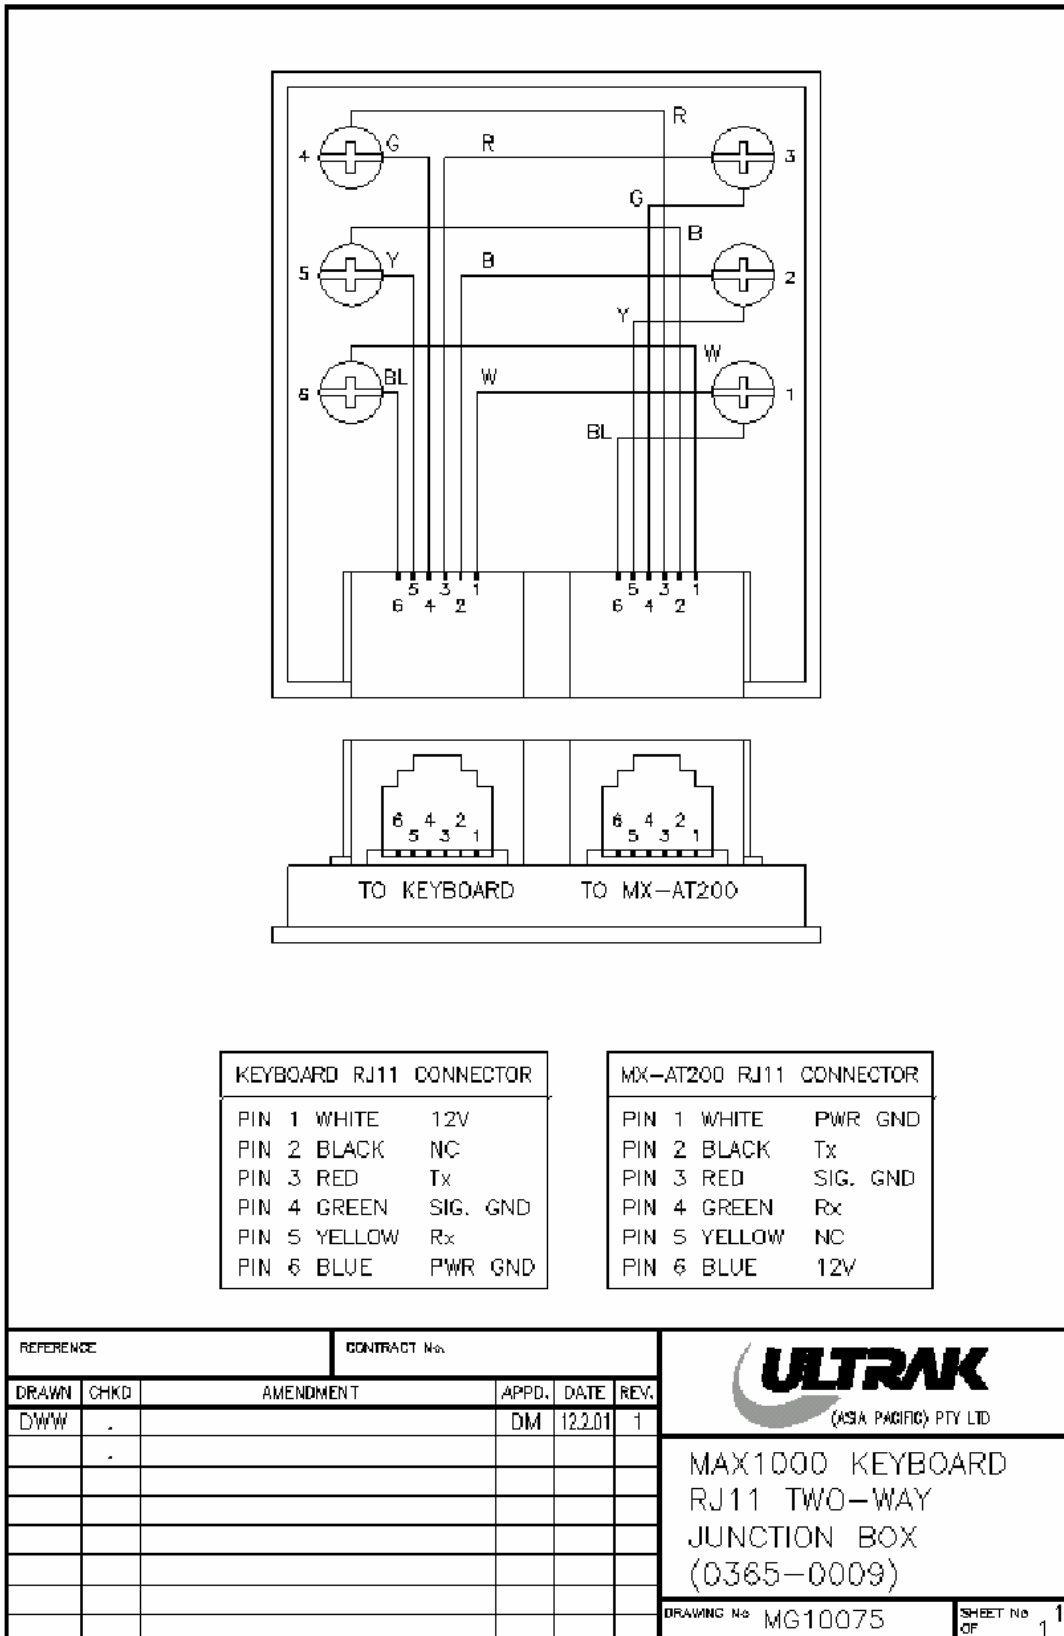 R
4 G R 3
G
B
5 Y B 2
Y
W
6 BL W 1
BL
5 3 1 5 3 1
6 4 2 6 4 2
6 4 2 6 4 2
5 3 1 5 3 1
TO KEYBOARD TO MX-AT200
KEYBOARD RJ11 CONNECTOR
PIN 1 WHITE 12V
PIN 2 BLACK NC
PIN 3 RED Tx
PIN 4 GREEN SIG. GND
PIN 5 YELLOW Rx
PIN 6 BLUE PWR GND
MX-AT200 RJ11 CONNECTOR
PIN 1 WHITE PWR GND
PIN 2 BLACK Tx
PIN 3 RED SIG. GND
PIN 4 GREEN Rx
PIN 5 YELLOW NC
PIN 6 BLUE 12V
REFERENCE CONTRACT No.
DRAWN CHKD AMENDMENT APPD. DATE REV.
DWW . DM 12.2.01 1
.
ULTRAK
(ASIA PACIFIC) PTY LTD
MAX1000 KEYBOARD
RJ11 TWO-WAY
JUNCTION BOX
(0365-0009)
DRAWING No MG10075
SHEET No 1
OF 1